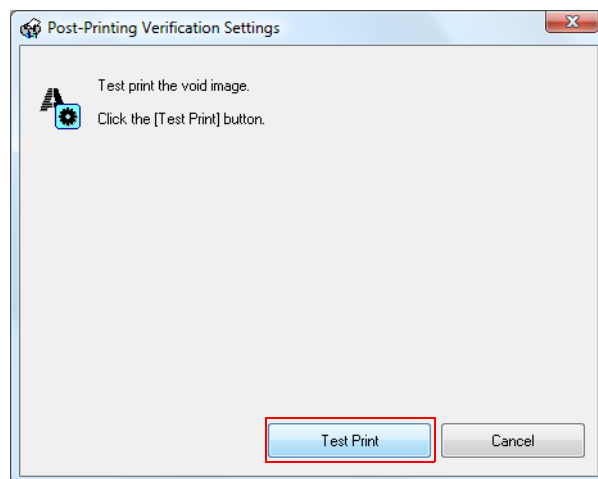 Post-Printing Verification Settings
Test print the void image.
Click the [Test Print] button.
Test Print
Cancel